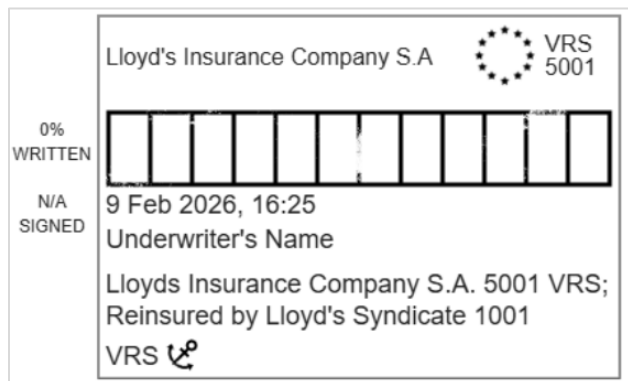 Lloyd's Insurance Company S.A
VRS
5001
0%
WRITTEN
N/A
SIGNED
9 Feb 2026, 16:25
Underwriter's Name
Lloyds Insurance Company S.A. 5001 VRS;
Reinsured by Lloyd's Syndicate 1001
VRS